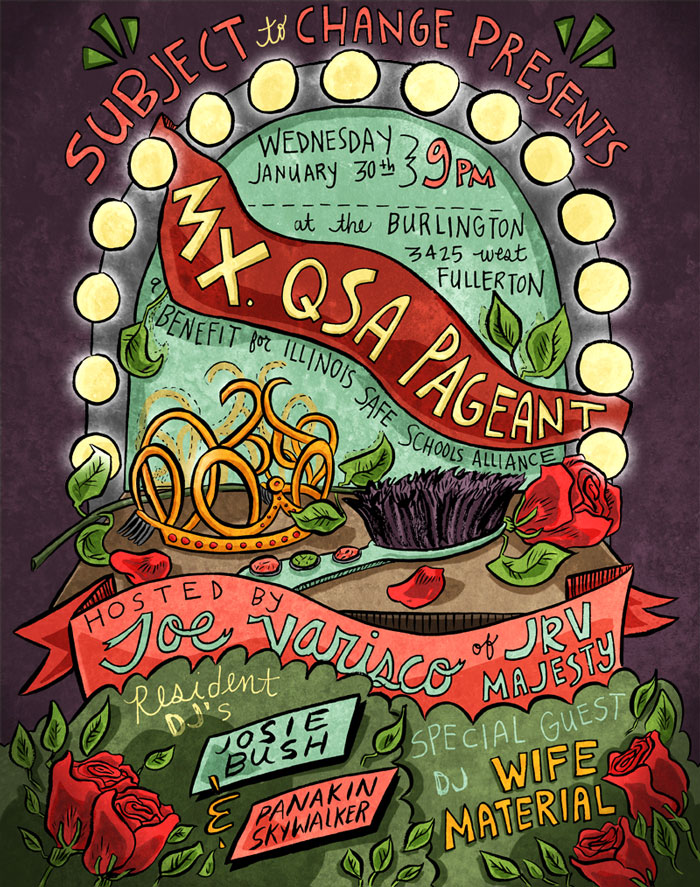 SUBJECT to CHANGE PRESENTS
WEDNESDAY
JANUARY 30th
9PM
at the BURLINGTON
3425 west
FULLERTON
MX. QSA PAGEANT
a BENEFIT for ILLINOIS SAFE SCHOOLS ALLIANCE
HOSTED BY
Joe Varisco of JRV
MAJESTY
Resident
DJ's
JOSIE
BUSH
&
PANAKIN
SKYWALKER
SPECIAL GUEST
DJ WIFE
MATERIAL